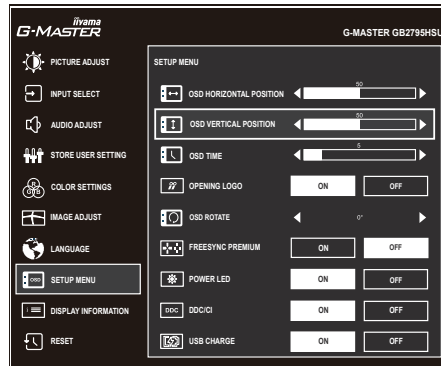 iiyama
G-MASTER
G-MASTER GB2795HSU
PICTURE ADJUST
INPUT SELECT
AUDIO ADJUST
STORE USER SETTING
COLOR SETTINGS
IMAGE ADJUST
LANGUAGE
OSD SETUP MENU
DISPLAY INFORMATION
RESET
SETUP MENU
OSD HORIZONTAL POSITION 50
OSD VERTICAL POSITION 50
OSD TIME 5
OPENING LOGO ON OFF
OSD ROTATE 0°
FREESYNC PREMIUM ON OFF
POWER LED ON OFF
DDC DDC/CI ON OFF
USB CHARGE ON OFF